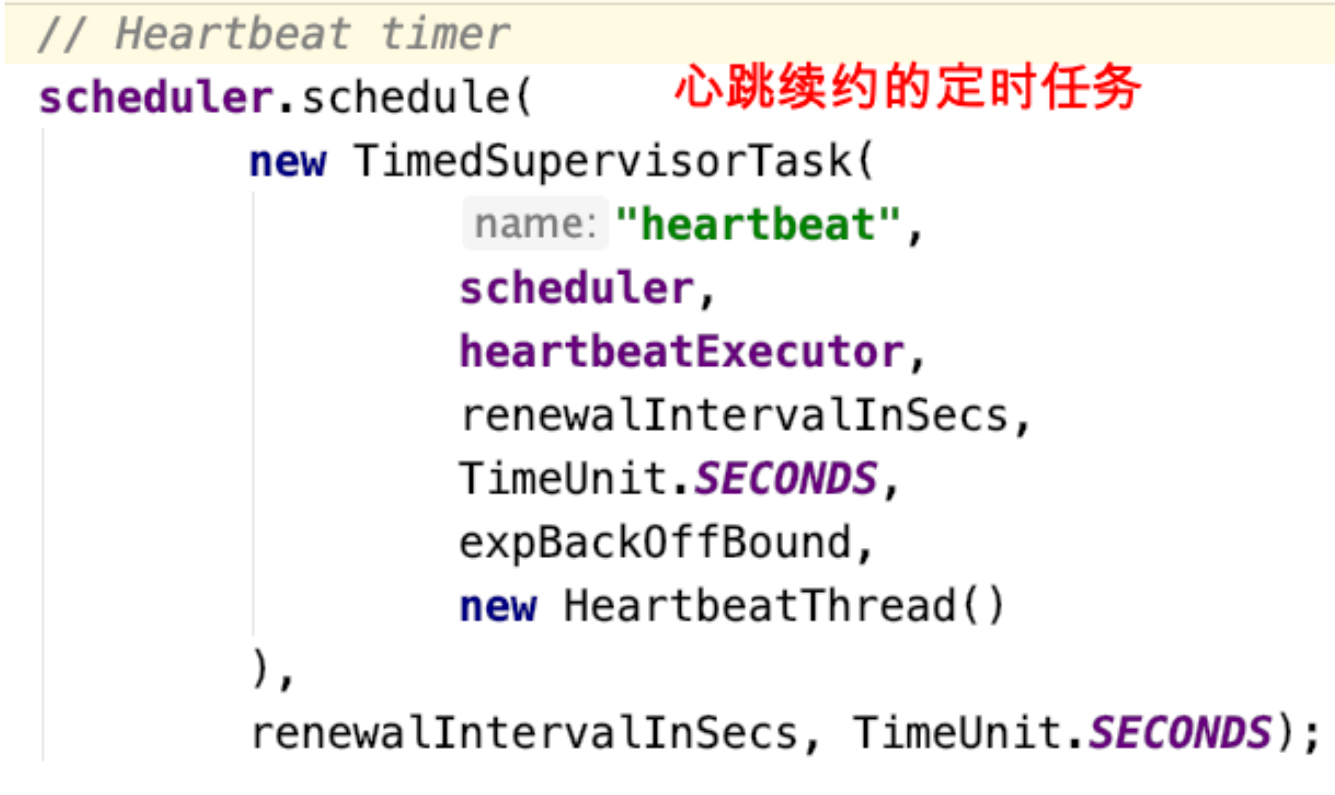 // Heartbeat timer
scheduler.schedule( 心跳续约的定时任务
new TimedSupervisorTask(
name: "heartbeat",
scheduler,
heartbeatExecutor,
renewalIntervalInSecs,
TimeUnit.SECONDS,
expBackOffBound,
new HeartbeatThread()
),
renewalIntervalInSecs, TimeUnit.SECONDS);